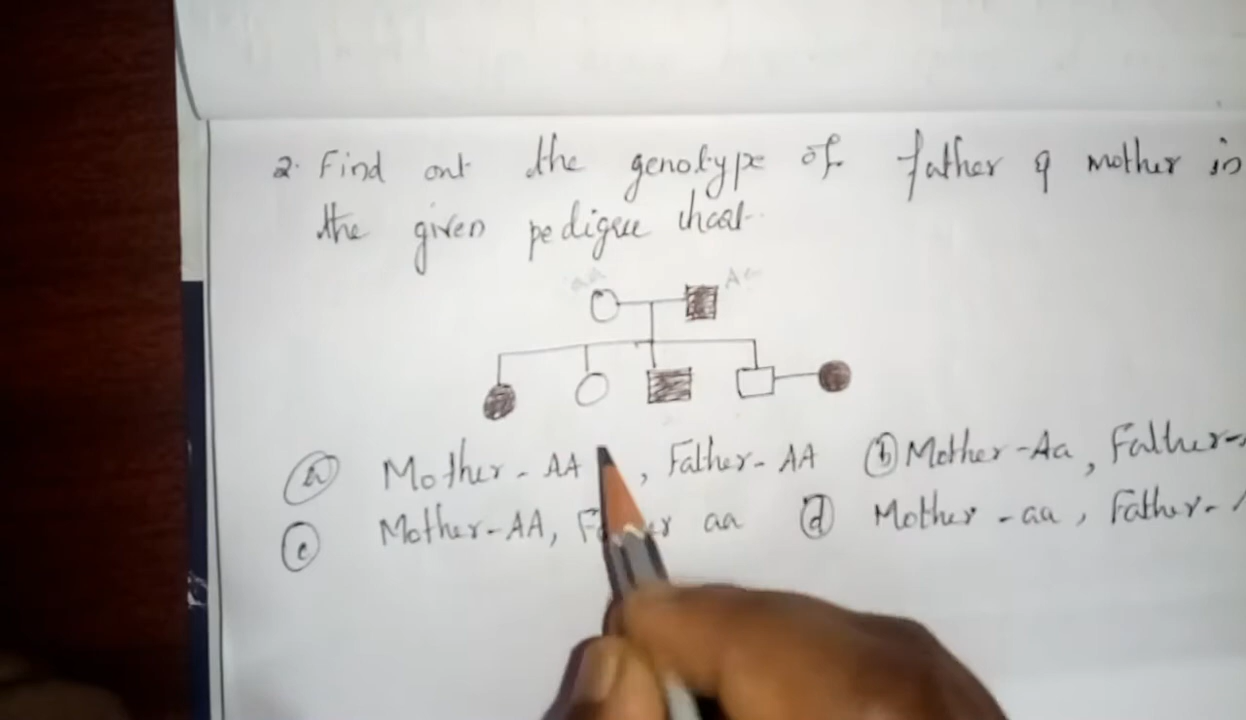 2. Find out the genotype of father & mother in
the given pedigree chart.
aa
(a) Mother - AA , Father - AA (b) Mother - Aa, Father -
(c) Mother - AA, aa (d) Mother - aa, Father -